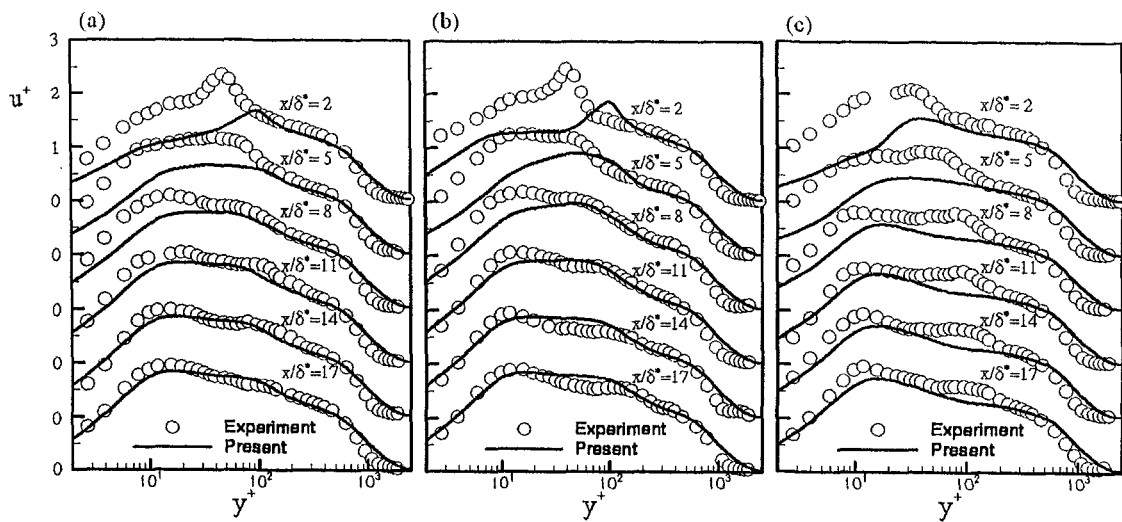 (a)
(b)
(c)
3
2
1
0
0
0
0
0
0
u+
x/δ*=2
x/δ*=5
x/δ*=8
x/δ*=11
x/δ*=14
x/δ*=17
Experiment
Present
10¹
10²
10³
y+
x/δ*=2
x/δ*=5
x/δ*=8
x/δ*=11
x/δ*=14
x/δ*=17
Experiment
Present
10¹
10²
10³
y+
x/δ*=2
x/δ*=5
x/δ*=8
x/δ*=11
x/δ*=14
x/δ*=17
Experiment
Present
10¹
10²
10³
y+